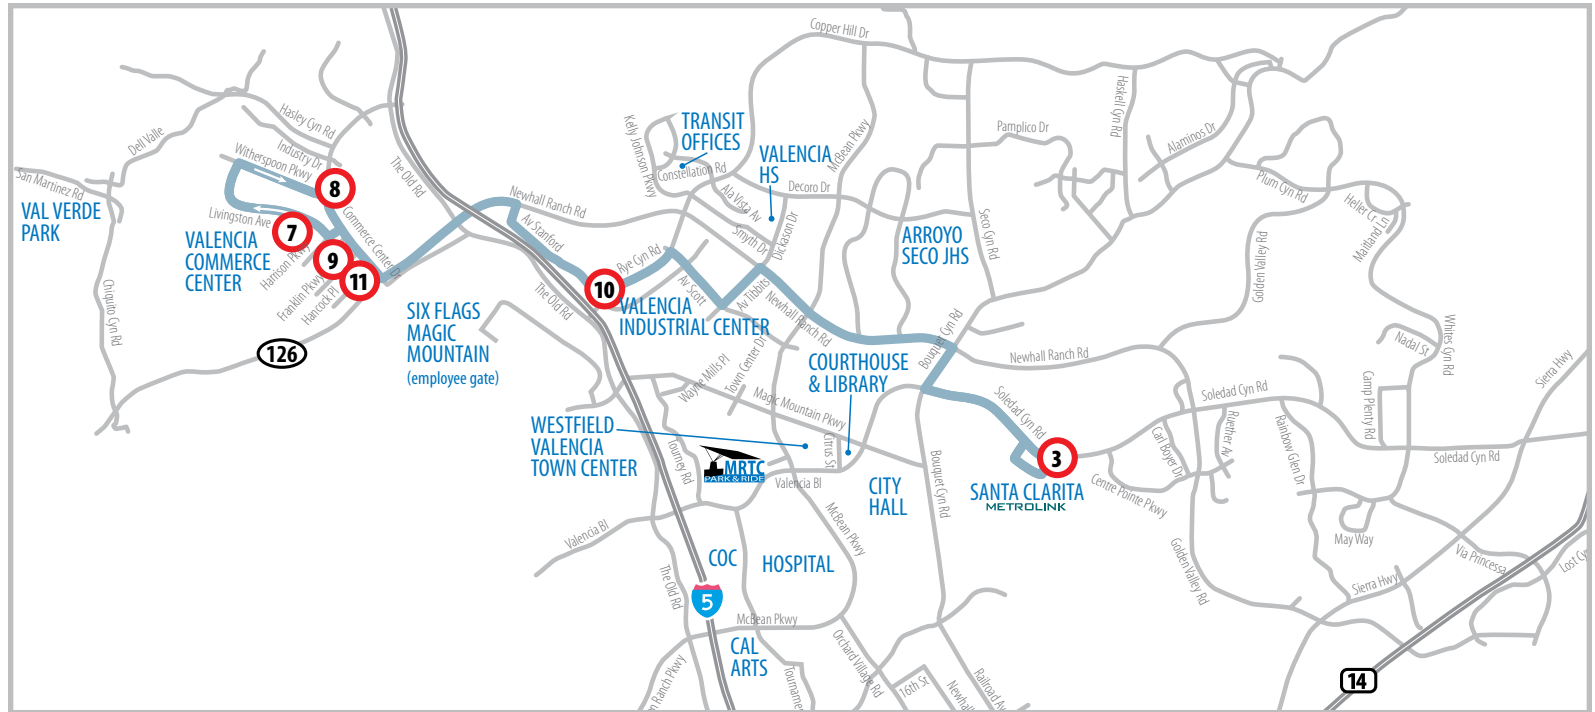 Copper Hill Dr
Hasley Cyn Rd
Dell Valle
Industry Dr
Witherspoon Pkwy
San Martinez Rd
The Old Rd
VAL VERDE
PARK
Livingston Ave
8
7
9
11
Commerce Center Dr
VALENCIA
COMMERCE
CENTER
Harrison Pkwy
Franklin Pkwy
Hancock Pl
Chiquito Cyn Rd
126
Kelly Johnson Pkwy
TRANSIT
OFFICES
Constellation Rd
VALENCIA
HS
McBean Pkwy
Decoro Dr
Ala Vista Av
Smyth Dr
Dickason Dr
Newhall Ranch Rd
Av Stanford
Rye Cyn Rd
10
VALENCIA
INDUSTRIAL CENTER
Av Scott
Av Tibbits
Newhall Ranch Rd
The Old Rd
SIX FLAGS
MAGIC
MOUNTAIN
(employee gate)
ARROYO
SECO JHS
Seco Cyn Rd
Pamplico Dr
Haskell Cyn Rd
Alaminos Dr
Plum Cyn Rd
Heller Cr
Maitland Ln
Golden Valley Rd
Whites Cyn Rd
Nadal St
Sierra Hwy
Bouquet Cyn Rd
Newhall Ranch Rd
COURTHOUSE
& LIBRARY
Wayne Mills Pl
Town Center Dr
Magic Mountain Pkwy
WESTFIELD
VALENCIA
TOWN CENTER
Citrus St
Tourney Rd
MRTC
PARK & RIDE
Valencia Bl
CITY
HALL
Bouquet Cyn Rd
Soledad Cyn Rd
3
SANTA CLARITA
METROLINK
Centre Pointe Pkwy
Soledad Cyn Rd
Carl Boyer Dr
Ruether Av
Rainbow Glen Dr
Camp Plenty Rd
Soledad Cyn Rd
Valencia Bl
McBean Pkwy
COC
HOSPITAL
The Old Rd
5
McBean Pkwy
CAL
ARTS
Orchard Village Rd
16th St
Railroad Av
Golden Valley Rd
May Way
Via Princessa
Sierra Hwy
14